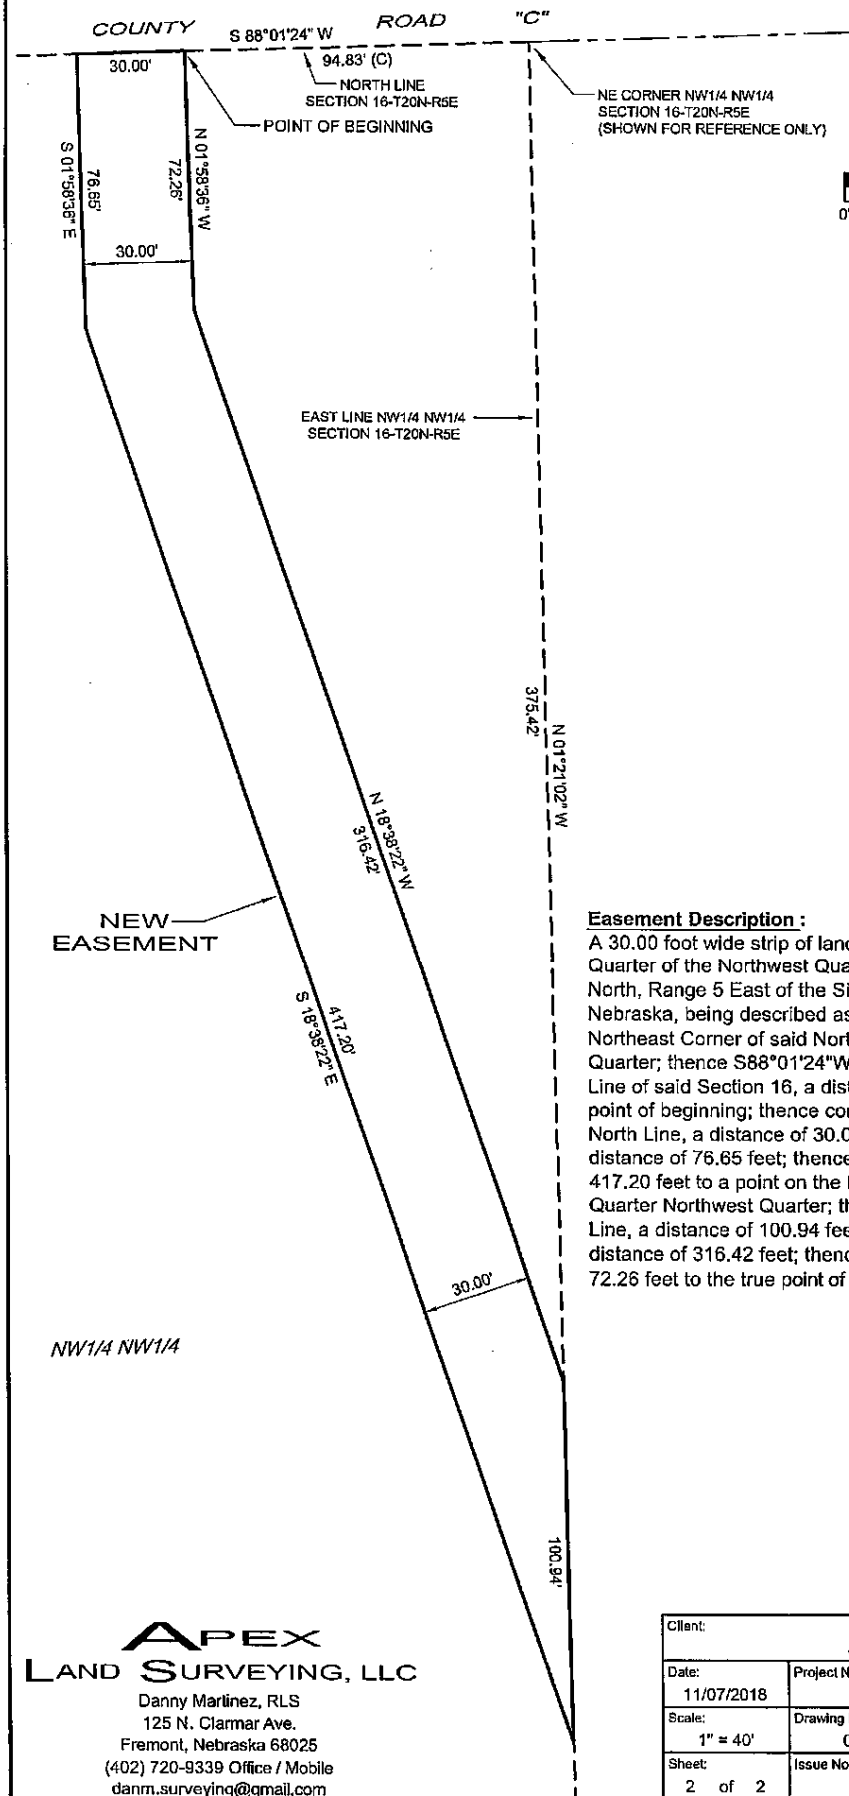 COUNTY ROAD "C"
S 88°01'24" W
30.00'
94.83' (C)
NORTH LINE
SECTION 16-T20N-R5E
POINT OF BEGINNING
NE CORNER NW1/4 NW1/4
SECTION 16-T20N-R5E
(SHOWN FOR REFERENCE ONLY)
0'
S 01°58'36" E
76.65'
72.26'
N 01°58'36" W
30.00'
EAST LINE NW1/4 NW1/4
SECTION 16-T20N-R5E
375.42'
N 01°21'02" W
N 18°38'22" W
316.42'
NEW
EASEMENT
417.20'
S 18°38'22" E
Easement Description :
A 30.00 foot wide strip of land
Quarter of the Northwest Qua
North, Range 5 East of the Si
Nebraska, being described as
Northeast Corner of said Nort
Quarter; thence S88°01'24"W
Line of said Section 16, a dist
point of beginning; thence co
North Line, a distance of 30.0
distance of 76.65 feet; thence
417.20 feet to a point on the
Quarter Northwest Quarter; th
Line, a distance of 100.94 fee
distance of 316.42 feet; thenc
72.26 feet to the true point of
30.00'
NW1/4 NW1/4
100.94'
APEX
LAND SURVEYING, LLC
Danny Martinez, RLS
125 N. Clarmar Ave.
Fremont, Nebraska 68025
(402) 720-9339 Office / Mobile
danm.surveying@gmail.com
Client:
Date: Project N
11/07/2018
Scale: Drawing
1" = 40'
Sheet: Issue No
2 of 2